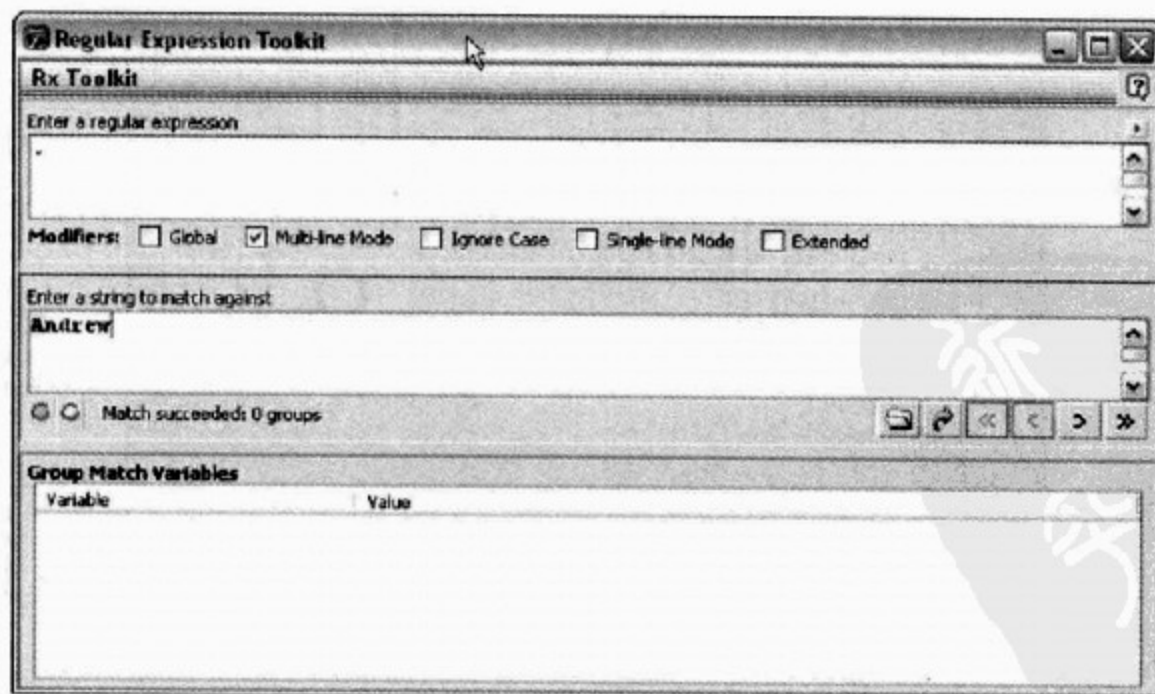 Regular Expression Toolkit
Rx Toolkit
Enter a regular expression
.
Modifiers: Global Multi-line Mode Ignore Case Single-line Mode Extended
Enter a string to match against
Andrew
Match succeeded: 0 groups
Group Match Variables
Variable Value